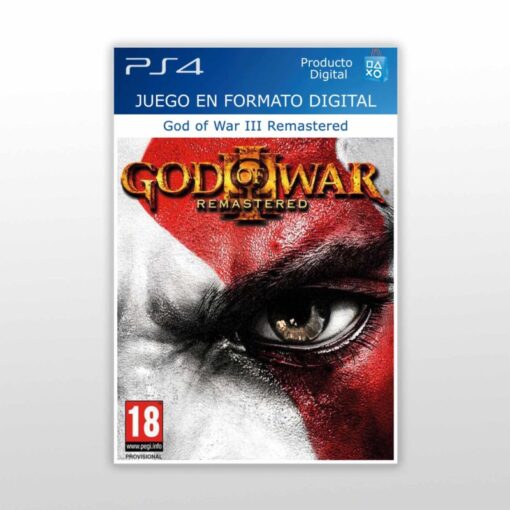 PS4
Producto
Digital
JUEGO EN FORMATO DIGITAL
God of War III Remastered
GOD OF WAR
III
REMASTERED
18
www.pegi.info
PROVISIONAL